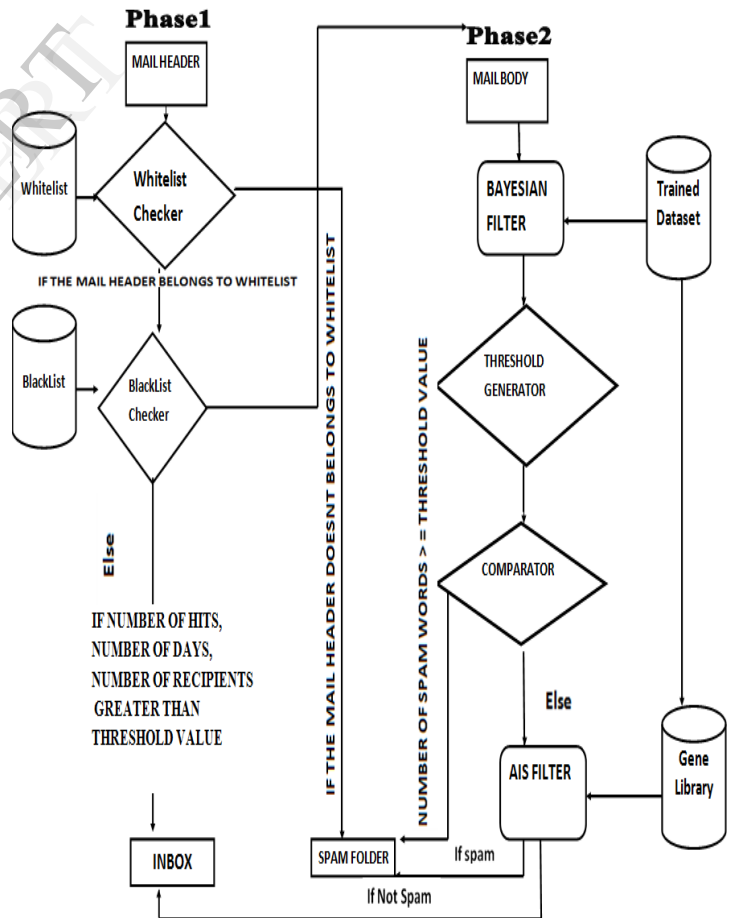 Phase1
MAIL HEADER
Whitelist
Whitelist
Checker
IF THE MAIL HEADER BELONGS TO WHITELIST
BlackList
BlackList
Checker
Else
IF NUMBER OF HITS,
NUMBER OF DAYS,
NUMBER OF RECIPIENTS
GREATER THAN
THRESHOLD VALUE
INBOX
IF THE MAIL HEADER DOESNT BELONGS TO WHITELIST
SPAM FOLDER
Phase2
MAIL BODY
BAYESIAN
FILTER
Trained
Dataset
THRESHOLD
GENERATOR
NUMBER OF SPAM WORDS > = THRESHOLD VALUE
COMPARATOR
Else
AIS FILTER
Gene
Library
If spam
If Not Spam